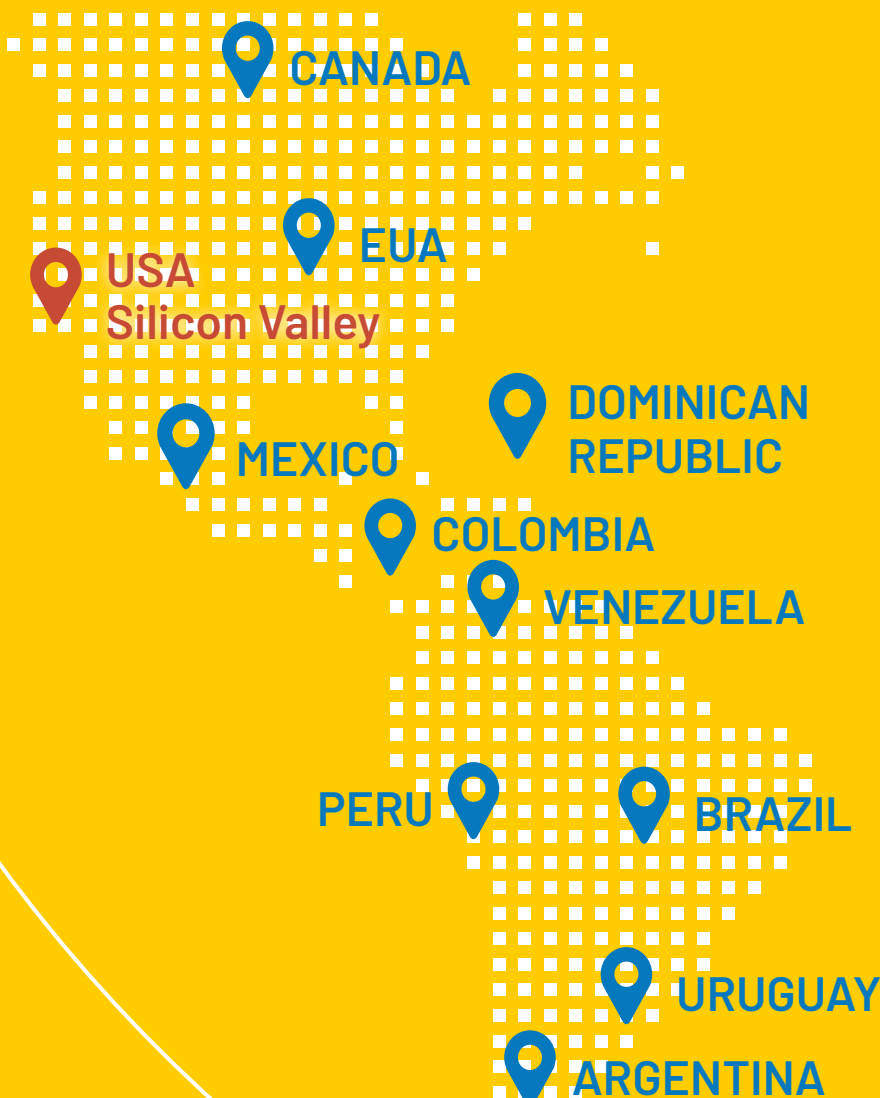 CANADA
EUA
USA
Silicon Valley
DOMINICAN
REPUBLIC
MEXICO
COLOMBIA
VENEZUELA
PERU
BRAZIL
URUGUAY
ARGENTINA